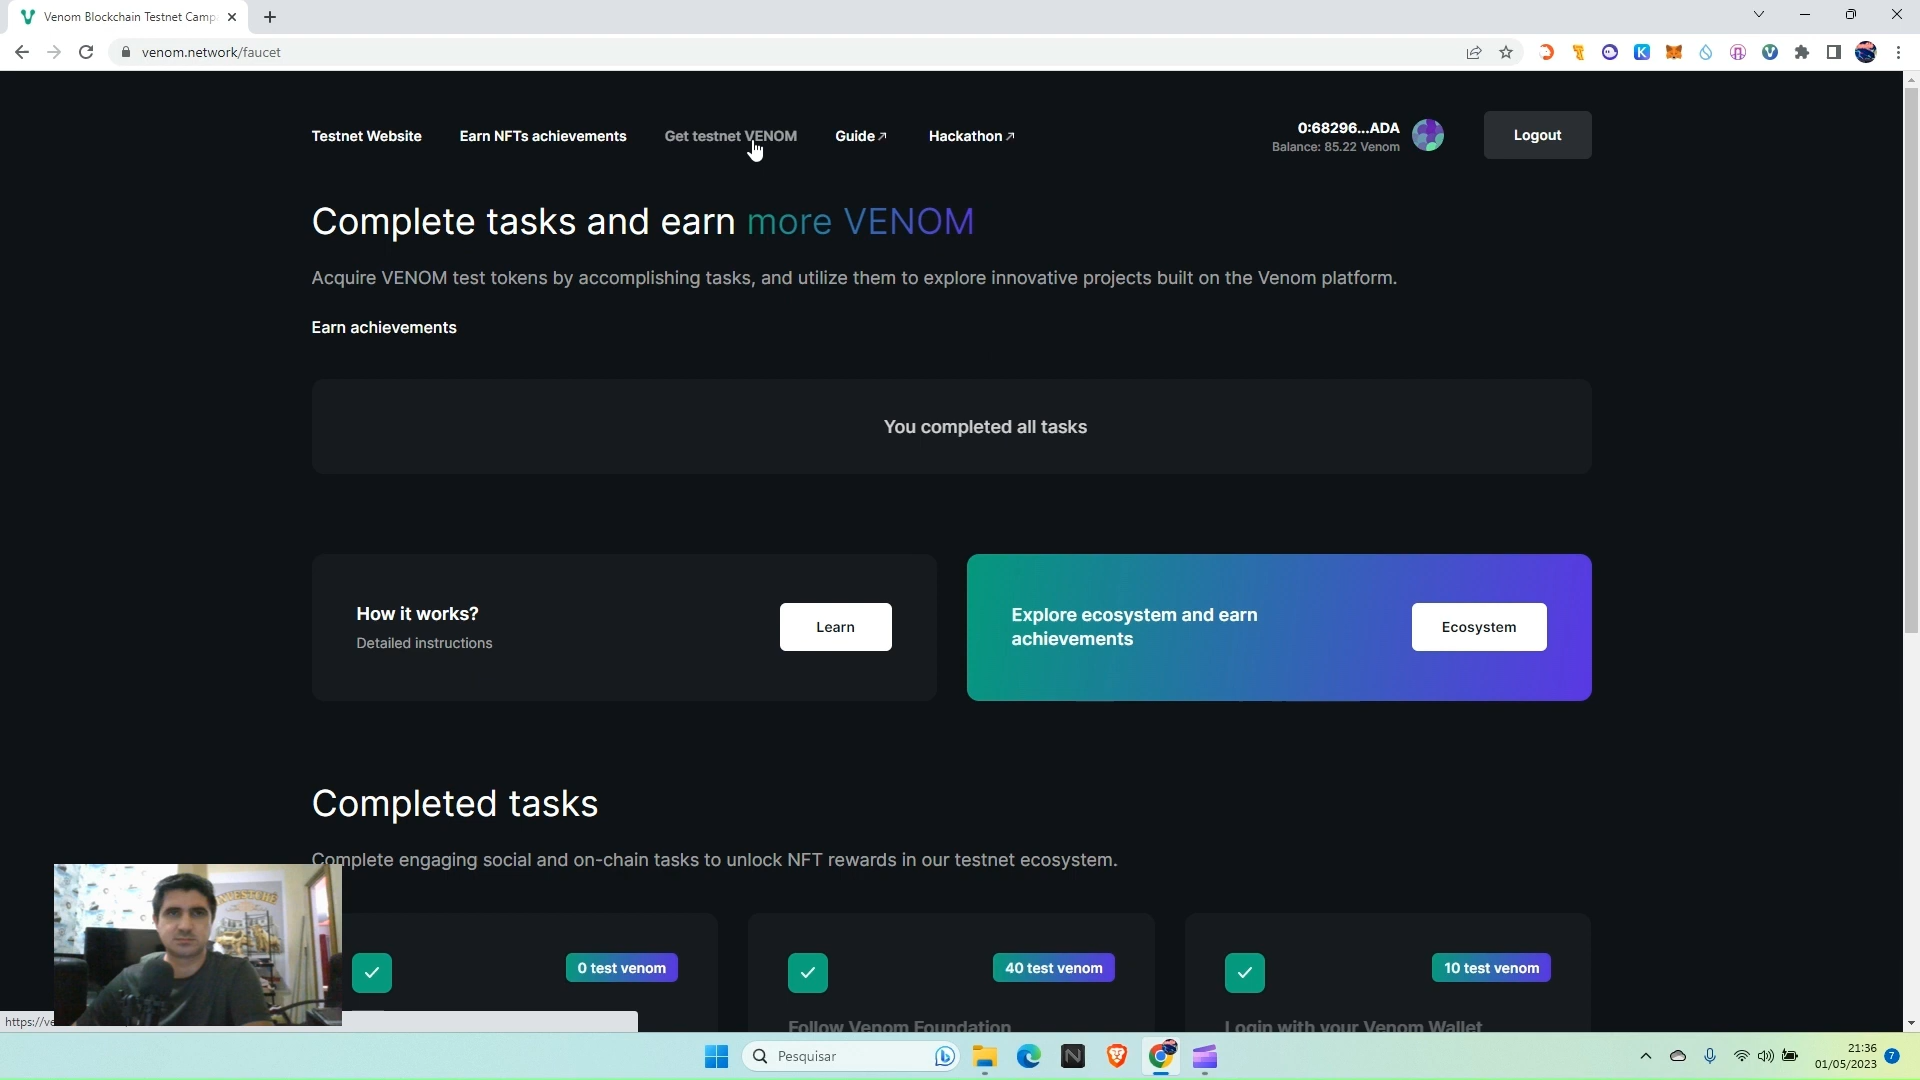 Venom Blockchain Testnet Camp
venom.network/faucet
Testnet Website
Earn NFTs achievements
Get testnet VENOM
Guide
Hackathon
0:68296...ADA
Balance: 85.22 Venom
Logout
Complete tasks and earn more VENOM
Acquire VENOM test tokens by accomplishing tasks, and utilize them to explore innovative projects built on the Venom platform.
Earn achievements
You completed all tasks
How it works?
Detailed instructions
Learn
Explore ecosystem and earn
achievements
Ecosystem
Completed tasks
Complete engaging social and on-chain tasks to unlock NFT rewards in our testnet ecosystem.
0 test venom
40 test venom
10 test venom
Follow Venom Foundation
Login with your Venom Wallet
https://ve
Pesquisar
21:36
01/05/2023
7